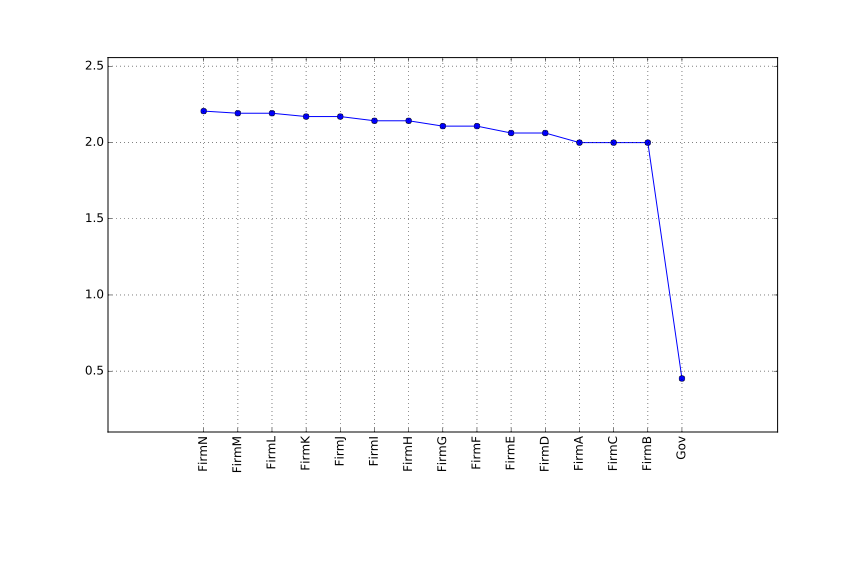 2.5
2.0
1.5
1.0
0.5
FirmN
FirmM
FirmL
FirmK
FirmJ
FirmI
FirmH
FirmG
FirmF
FirmE
FirmD
FirmA
FirmC
FirmB
Gov